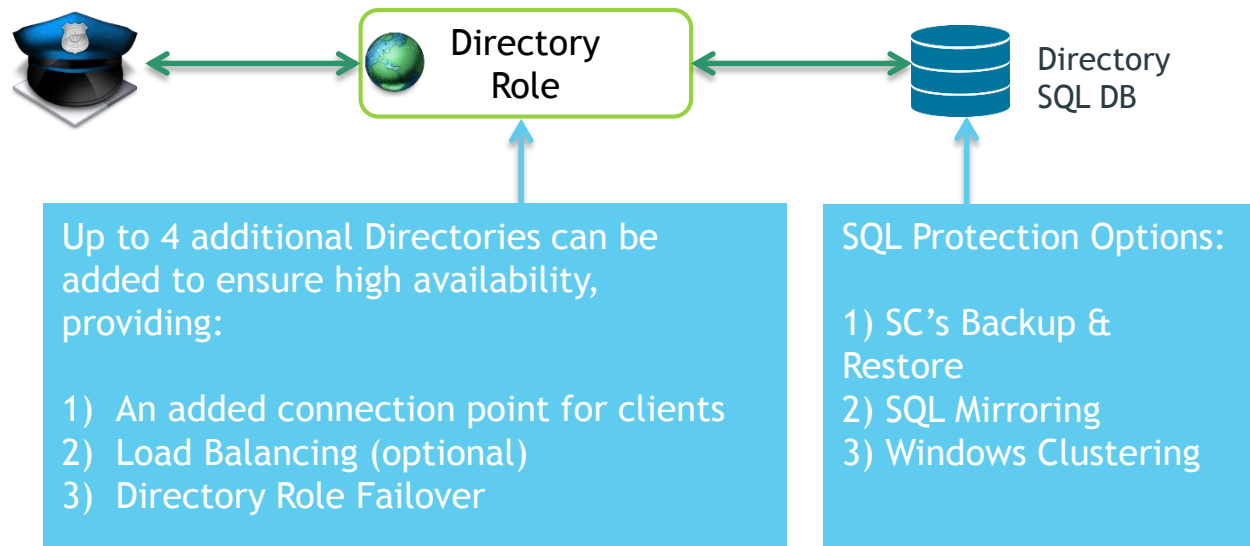 Directory
Role
Directory
SQL DB
Up to 4 additional Directories can be
added to ensure high availability,
providing:
1) An added connection point for clients
2) Load Balancing (optional)
3) Directory Role Failover
SQL Protection Options:
1) SC’s Backup &
Restore
2) SQL Mirroring
3) Windows Clustering